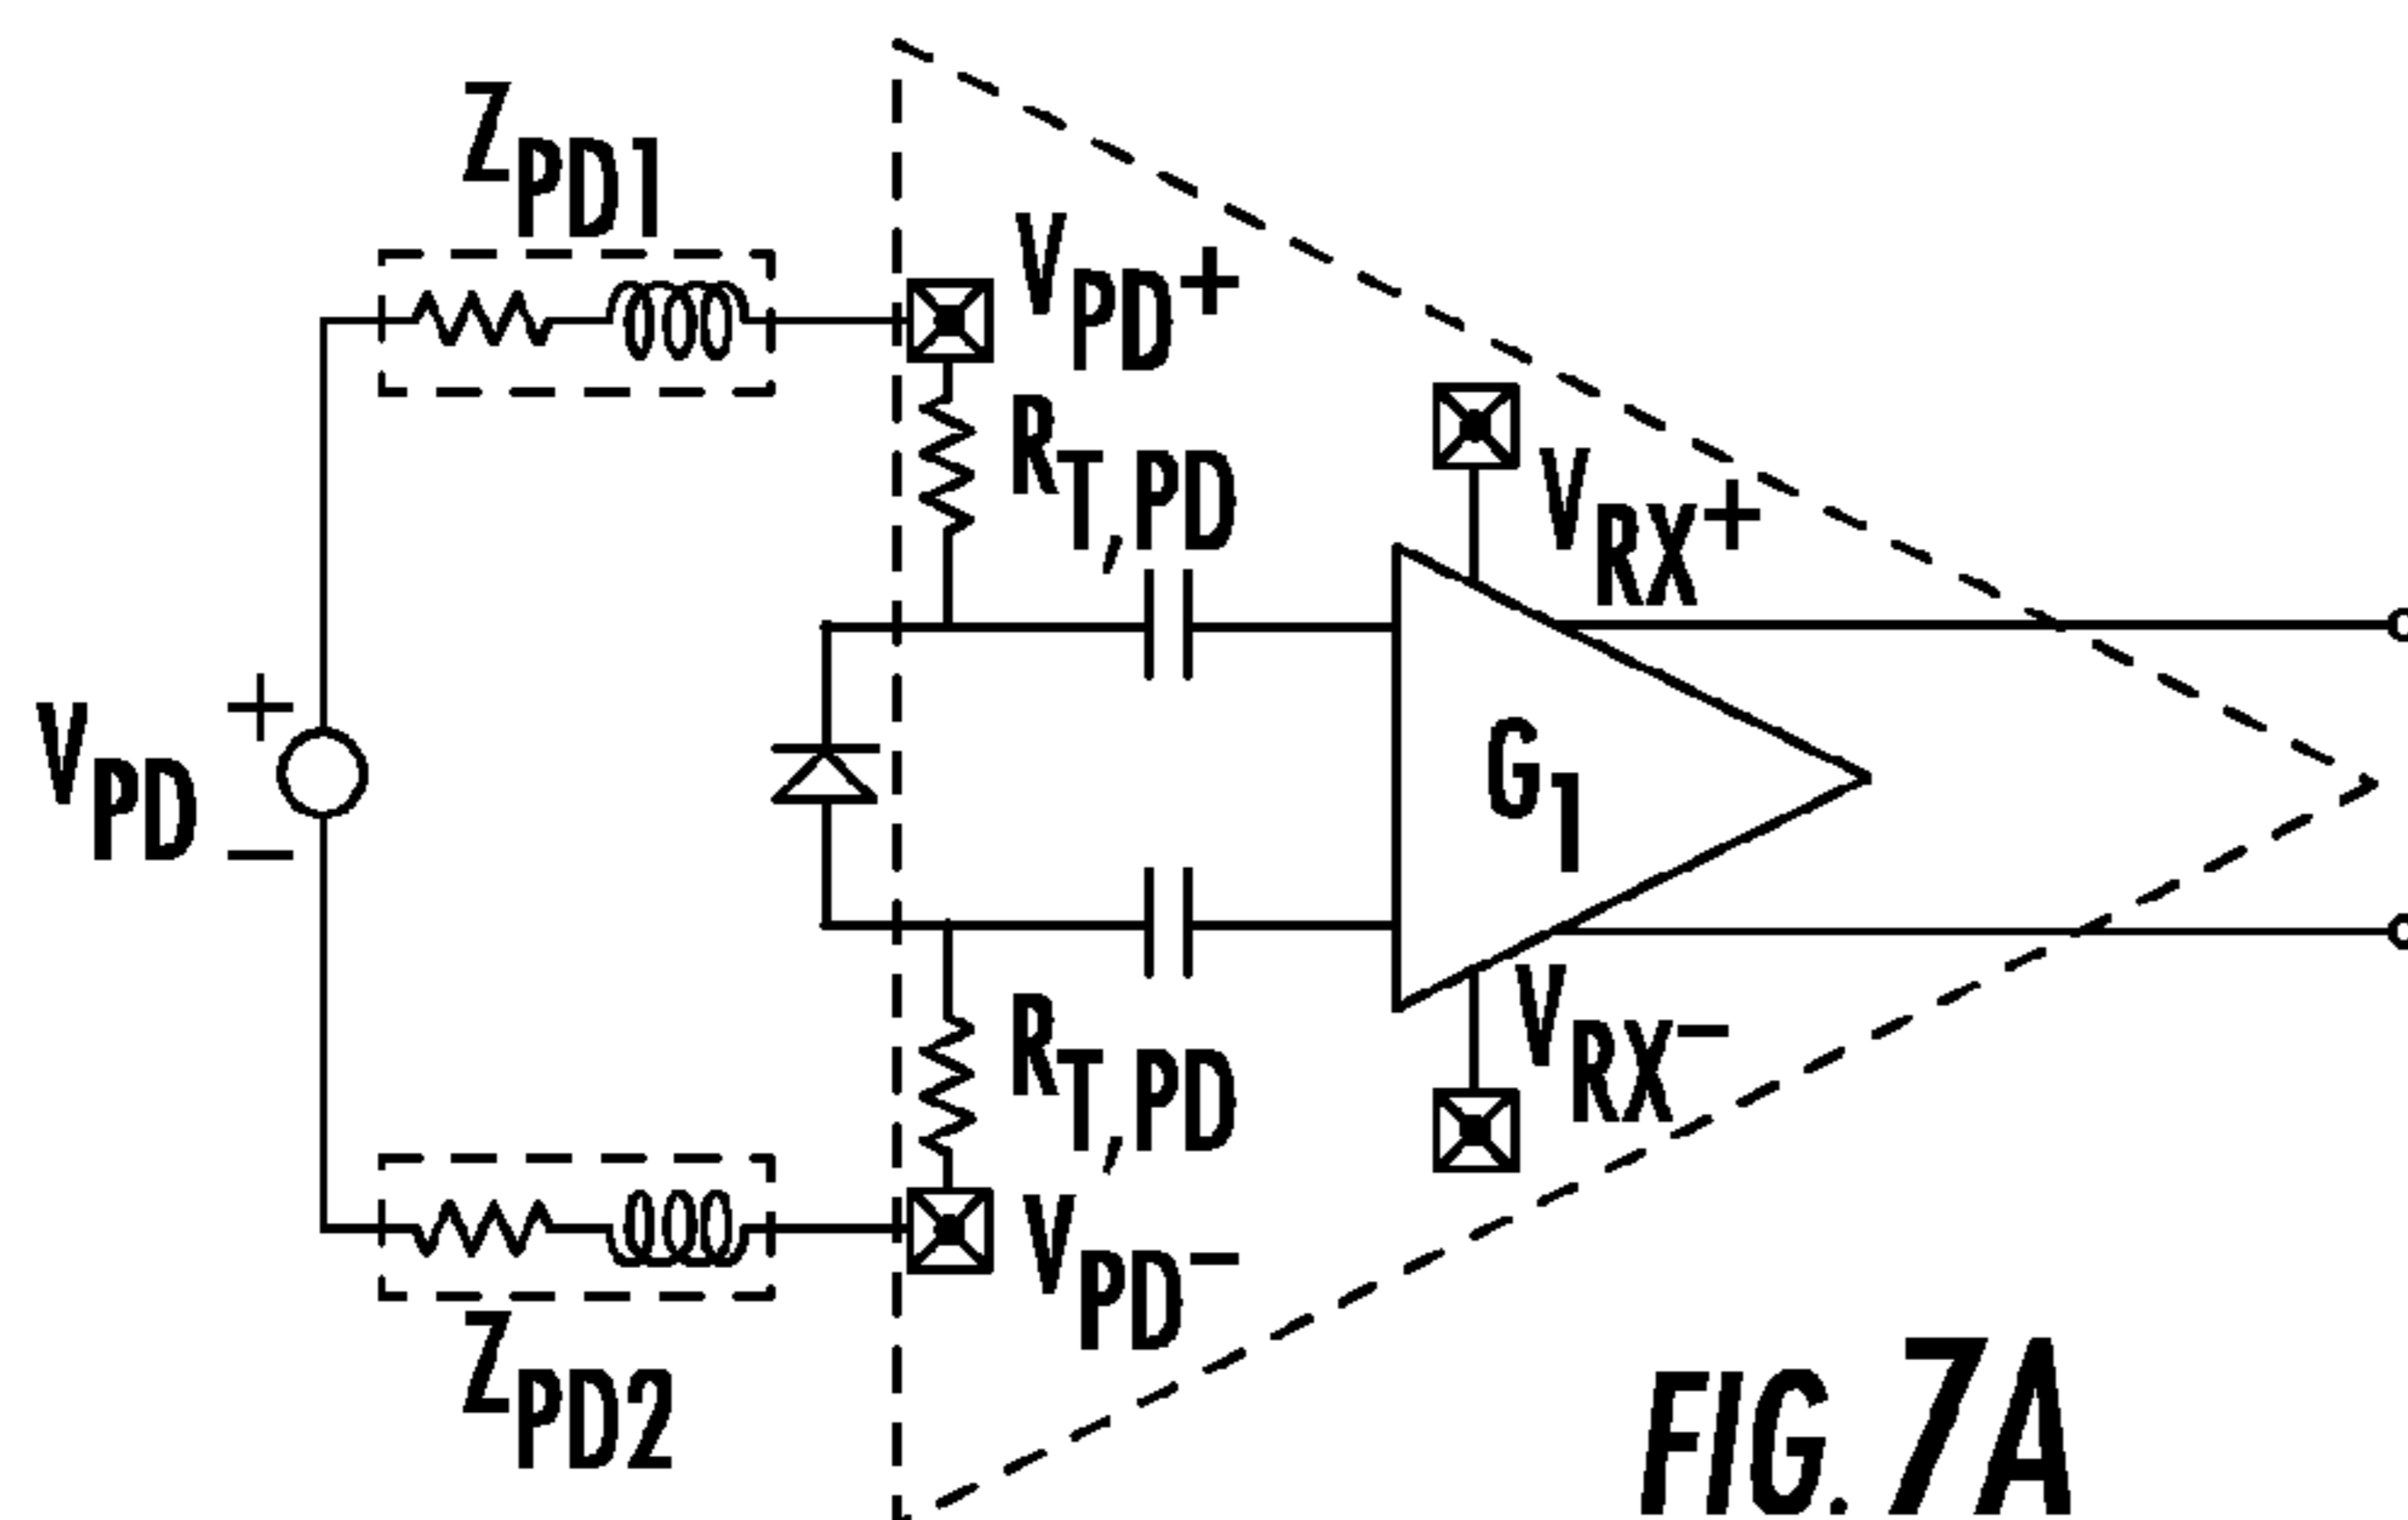 ZPD1
VPD+
RT,PD
VRX+
+
VPD
−
G1
RT,PD
VRX−
VPD−
ZPD2
FIG. 7A